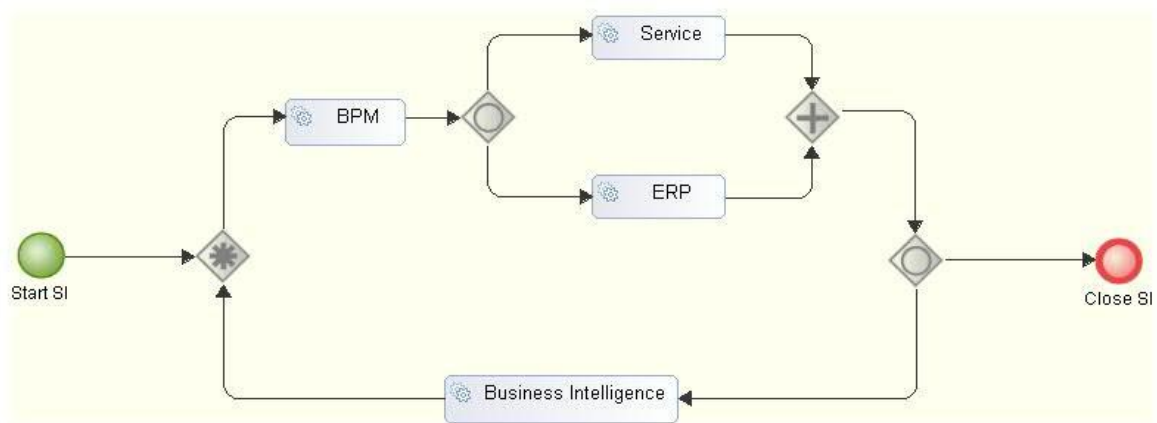 Service
BPM
ERP
Start SI
Close SI
Business Intelligence